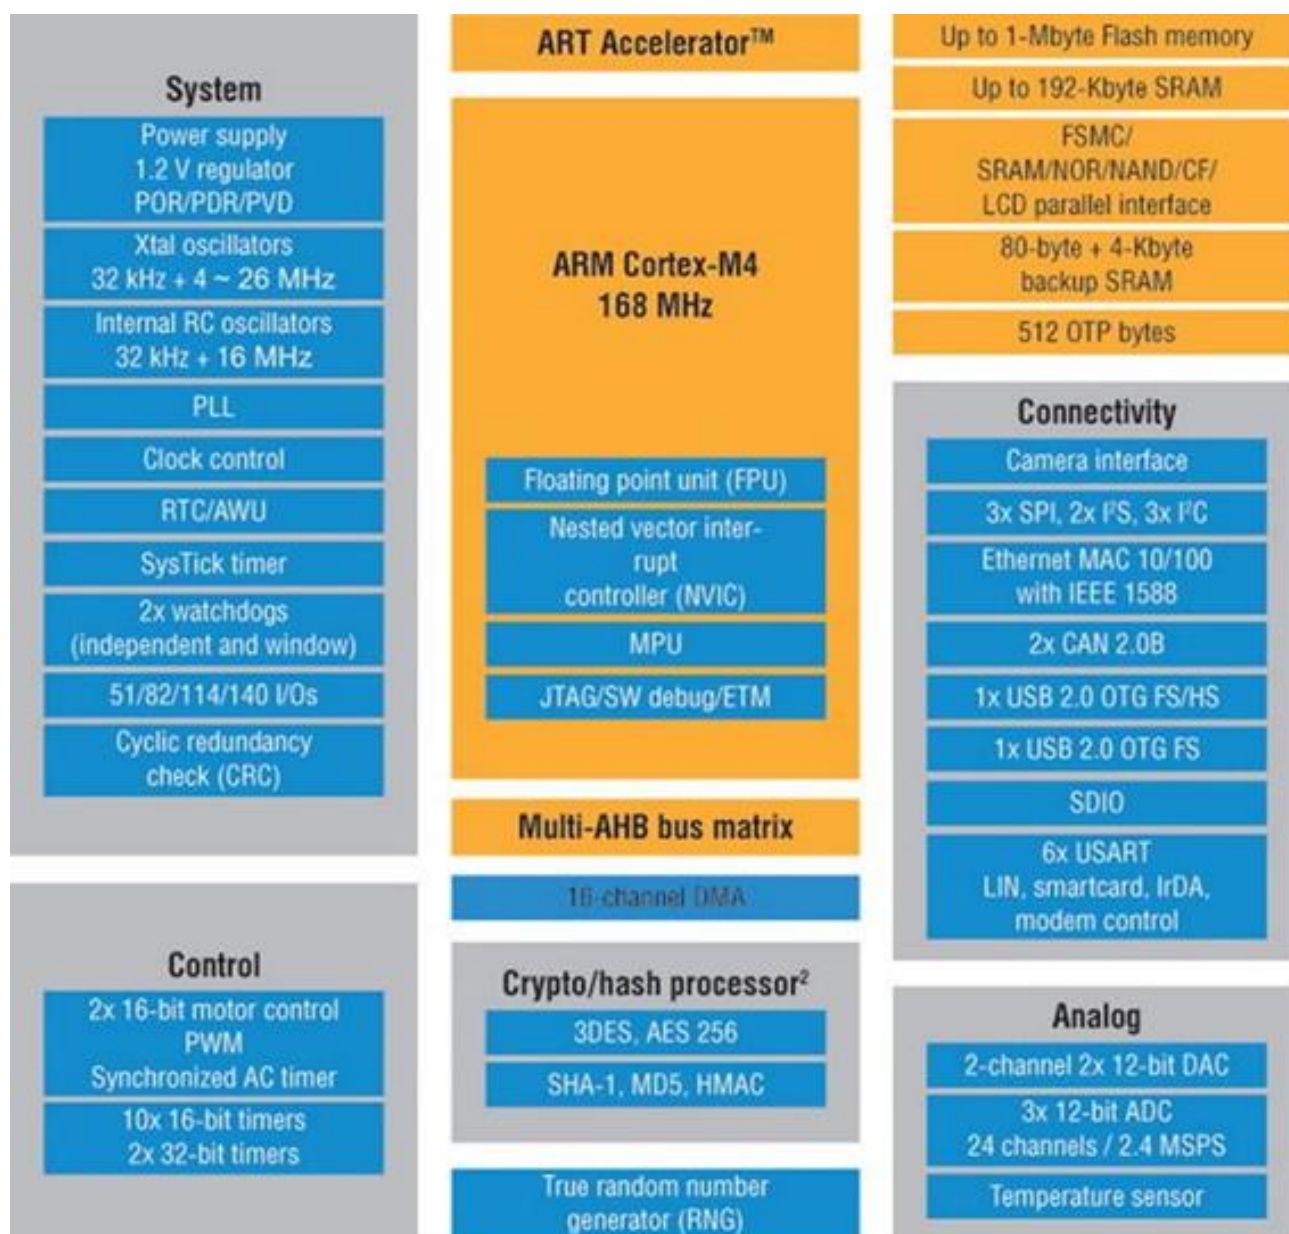 System
Power supply
1.2 V regulator
POR/PDR/PVD
Xtal oscillators
32 kHz + 4 ~ 26 MHz
Internal RC oscillators
32 kHz + 16 MHz
PLL
Clock control
RTC/AWU
SysTick timer
2x watchdogs
(independent and window)
51/82/114/140 I/Os
Cyclic redundancy
check (CRC)
Control
2x 16-bit motor control
PWM
Synchronized AC timer
10x 16-bit timers
2x 32-bit timers
ART Accelerator™
ARM Cortex-M4
168 MHz
Floating point unit (FPU)
Nested vector inter-
rupt
controller (NVIC)
MPU
JTAG/SW debug/ETM
Multi-AHB bus matrix
16-channel DMA
Crypto/hash processor²
3DES, AES 256
SHA-1, MD5, HMAC
True random number
generator (RNG)
Up to 1-Mbyte Flash memory
Up to 192-Kbyte SRAM
FSMC/
SRAM/NOR/NAND/CF/
LCD parallel interface
80-byte + 4-Kbyte
backup SRAM
512 OTP bytes
Connectivity
Camera interface
3x SPI, 2x I²S, 3x I²C
Ethernet MAC 10/100
with IEEE 1588
2x CAN 2.0B
1x USB 2.0 OTG FS/HS
1x USB 2.0 OTG FS
SDIO
6x USART
LIN, smartcard, IrDA,
modem control
Analog
2-channel 2x 12-bit DAC
3x 12-bit ADC
24 channels / 2.4 MSPS
Temperature sensor